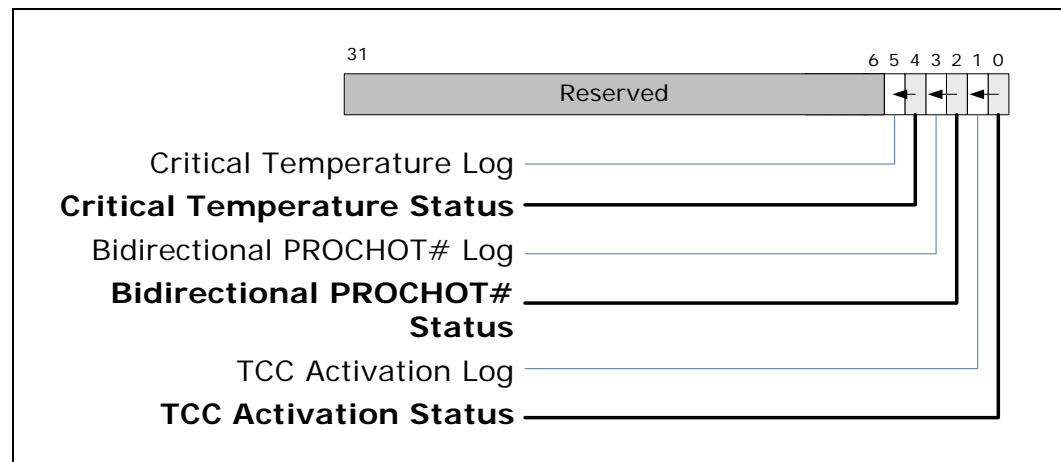 31
6 5 4 3 2 1 0
Reserved
Critical Temperature Log
Critical Temperature Status
Bidirectional PROCHOT# Log
Bidirectional PROCHOT#
Status
TCC Activation Log
TCC Activation Status